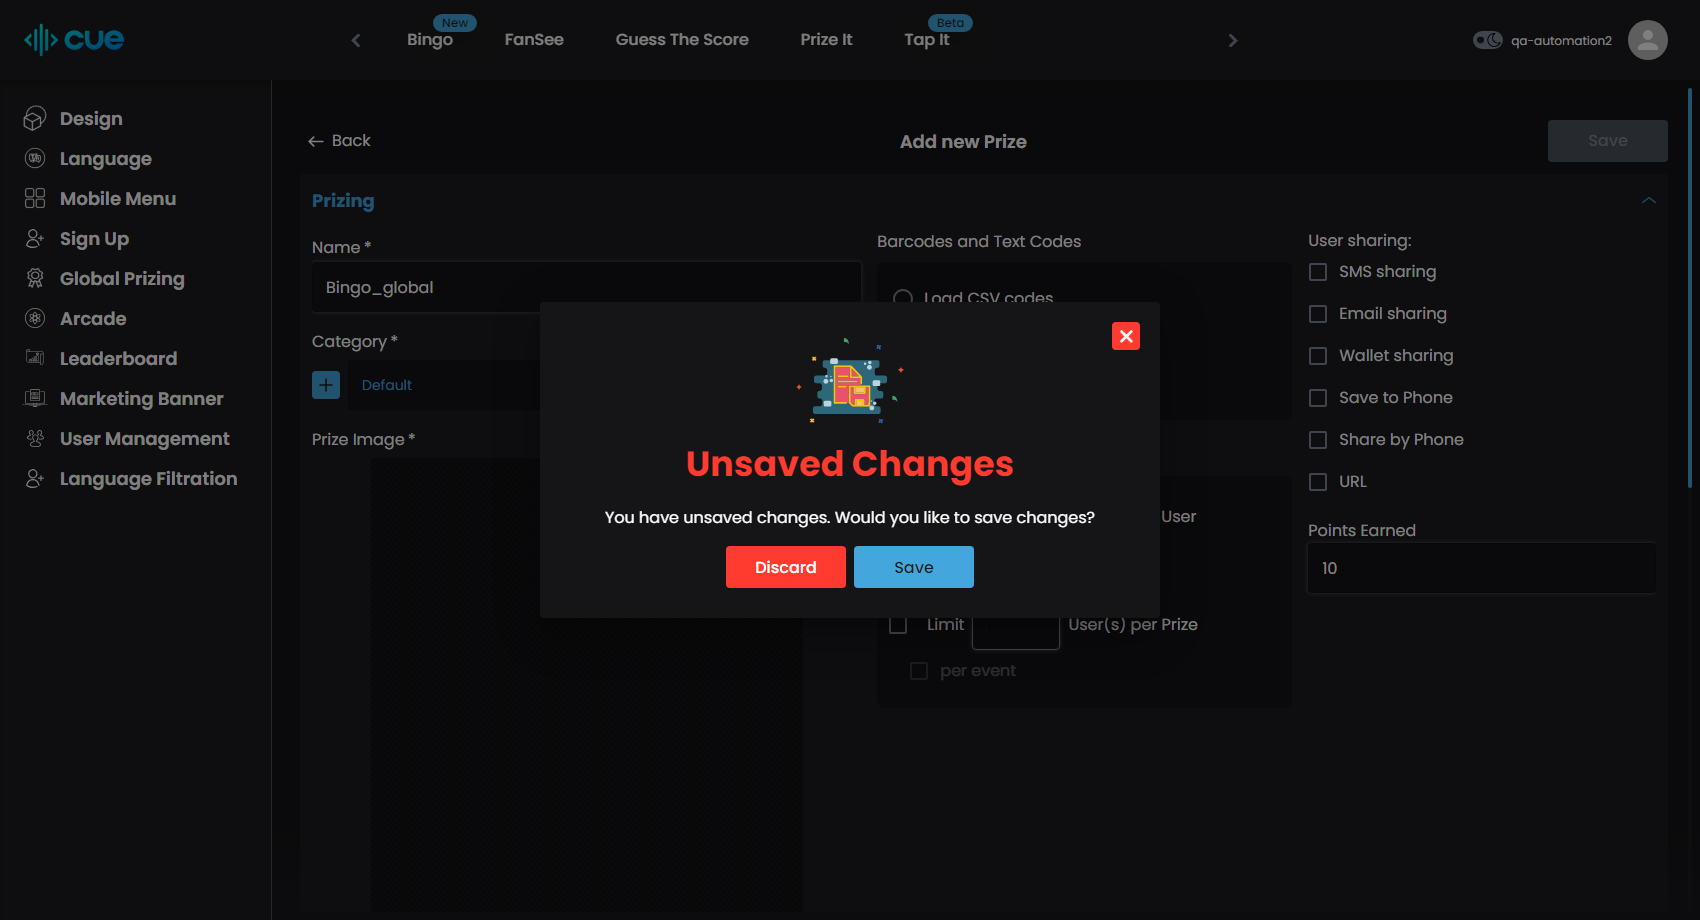 cue
New
Beta
Bingo
FanSee
Guess The Score
Prize It
Tap It
qa-automation2
Design
Language
Mobile Menu
Sign Up
Global Prizing
Arcade
Leaderboard
Marketing Banner
User Management
Language Filtration
Back
Add new Prize
Save
Prizing
Name *
Bingo_global
Category *
Default
Prize Image *
Barcodes and Text Codes
Load CSV codes
User
Limit
User(s) per Prize
per event
User sharing:
SMS sharing
Email sharing
Wallet sharing
Save to Phone
Share by Phone
URL
Points Earned
10
Unsaved Changes
You have unsaved changes. Would you like to save changes?
Discard
Save